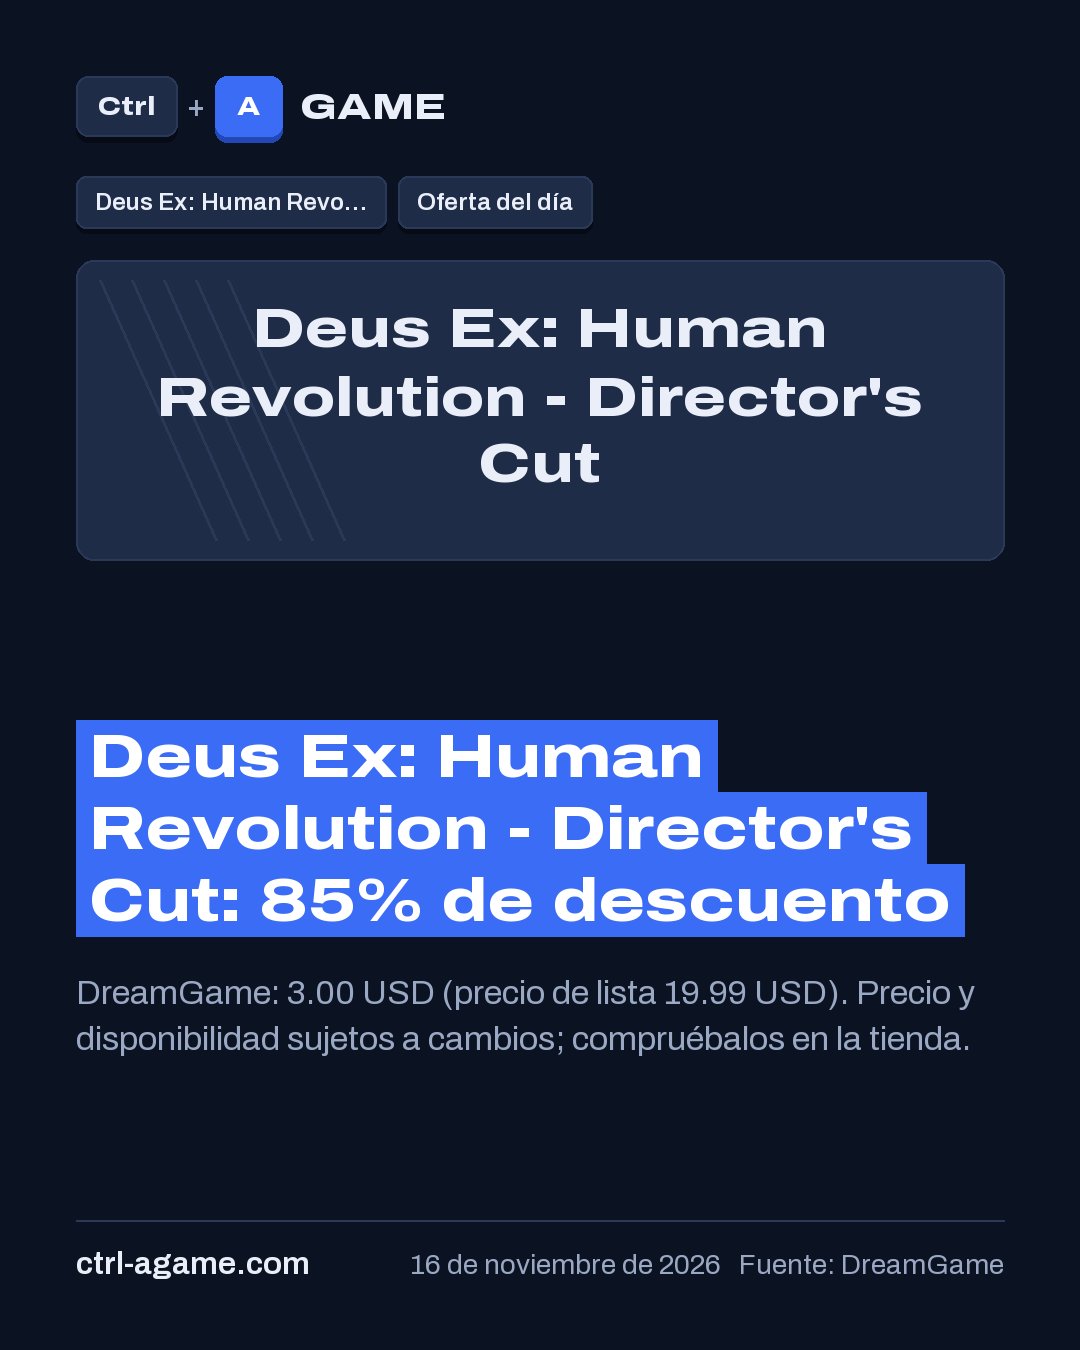 Ctrl + A GAME
Deus Ex: Human Revo... Oferta del día
Deus Ex: Human
Revolution - Director's
Cut
Deus Ex: Human
Revolution - Director's
Cut: 85% de descuento
DreamGame: 3.00 USD (precio de lista 19.99 USD). Precio y
disponibilidad sujetos a cambios; compruébalos en la tienda.
ctrl-agame.com 16 de noviembre de 2026 Fuente: DreamGame